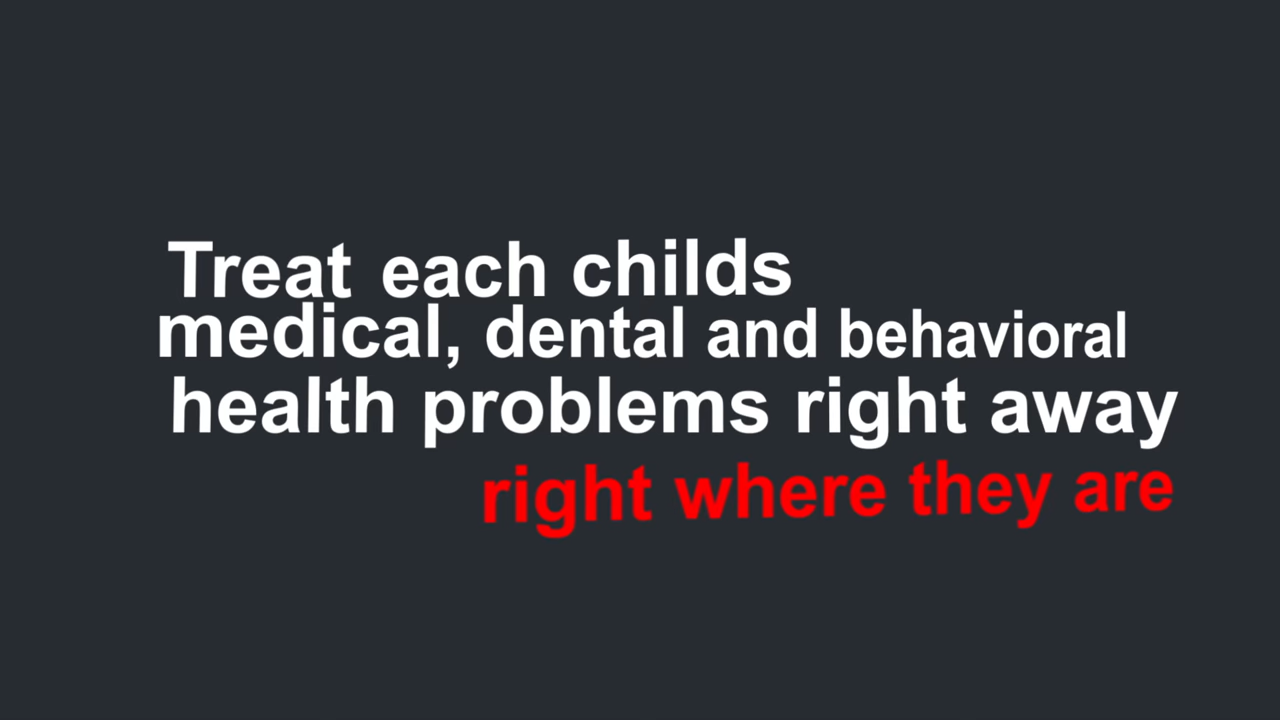 Treat each childs
medical, dental and behavioral
health problems right away
right where they are